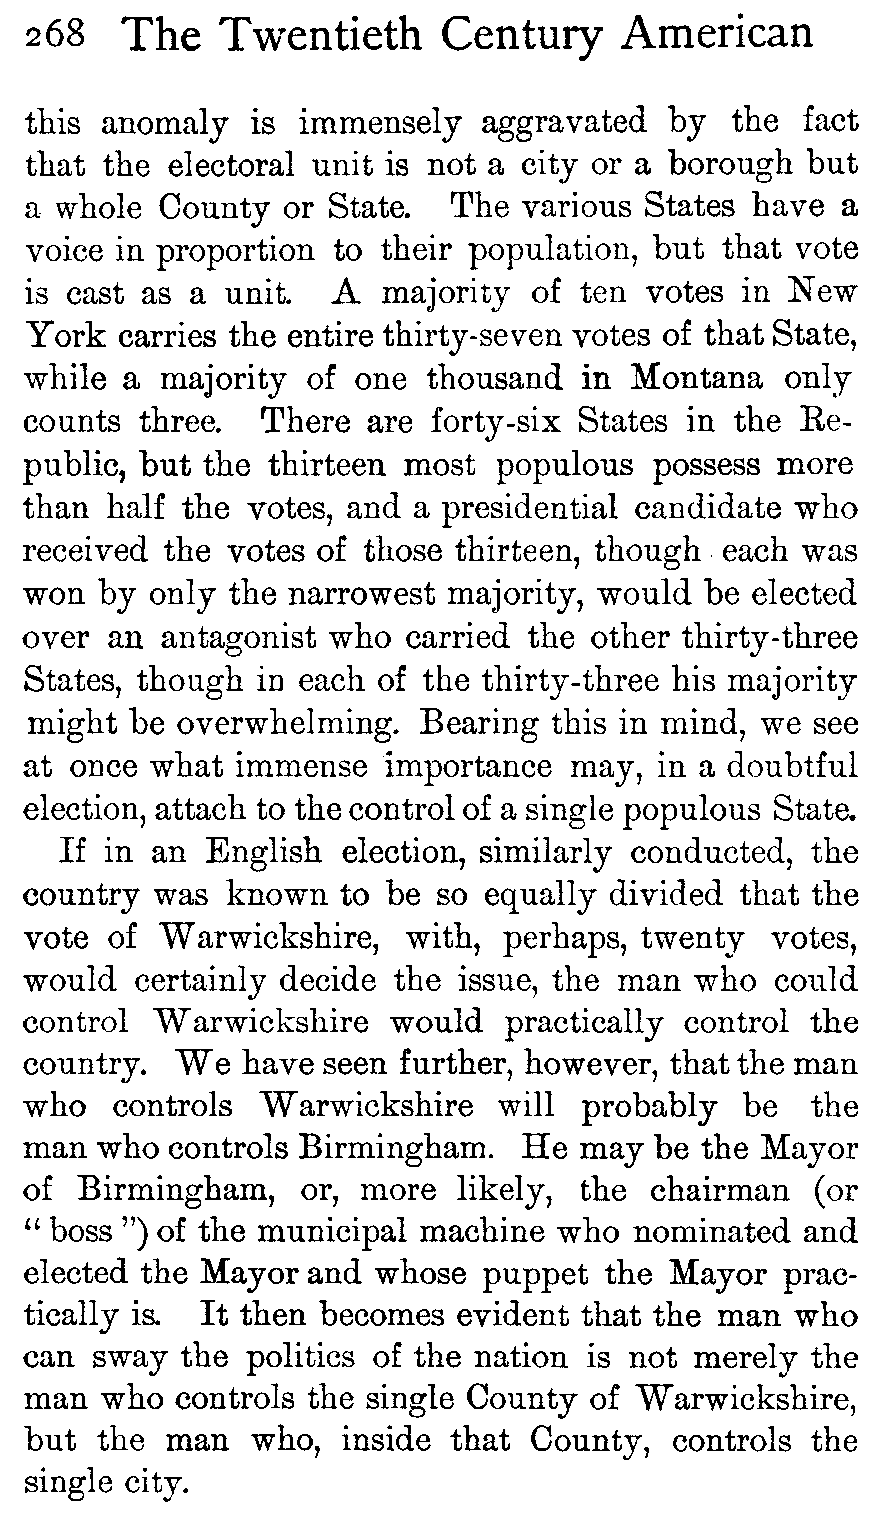 268 The Twentieth Century American
this anomaly is immensely aggravated by the fact
that the electoral unit is not a city or a borough but
a whole County or State. The various States have a
voice in proportion to their population, but that vote
is cast as a unit. A majority of ten votes in New
York carries the entire thirty-seven votes of that State,
while a majority of one thousand in Montana only
counts three. There are forty-six States in the Re-
public, but the thirteen most populous possess more
than half the votes, and a presidential candidate who
received the votes of those thirteen, though each was
won by only the narrowest majority, would be elected
over an antagonist who carried the other thirty-three
States, though in each of the thirty-three his majority
might be overwhelming. Bearing this in mind, we see
at once what immense importance may, in a doubtful
election, attach to the control of a single populous State.
If in an English election, similarly conducted, the
country was known to be so equally divided that the
vote of Warwickshire, with, perhaps, twenty votes,
would certainly decide the issue, the man who could
control Warwickshire would practically control the
country. We have seen further, however, that the man
who controls Warwickshire will probably be the
man who controls Birmingham. He may be the Mayor
of Birmingham, or, more likely, the chairman (or
“boss”) of the municipal machine who nominated and
elected the Mayor and whose puppet the Mayor prac-
tically is. It then becomes evident that the man who
can sway the politics of the nation is not merely the
man who controls the single County of Warwickshire,
but the man who, inside that County, controls the
single city.